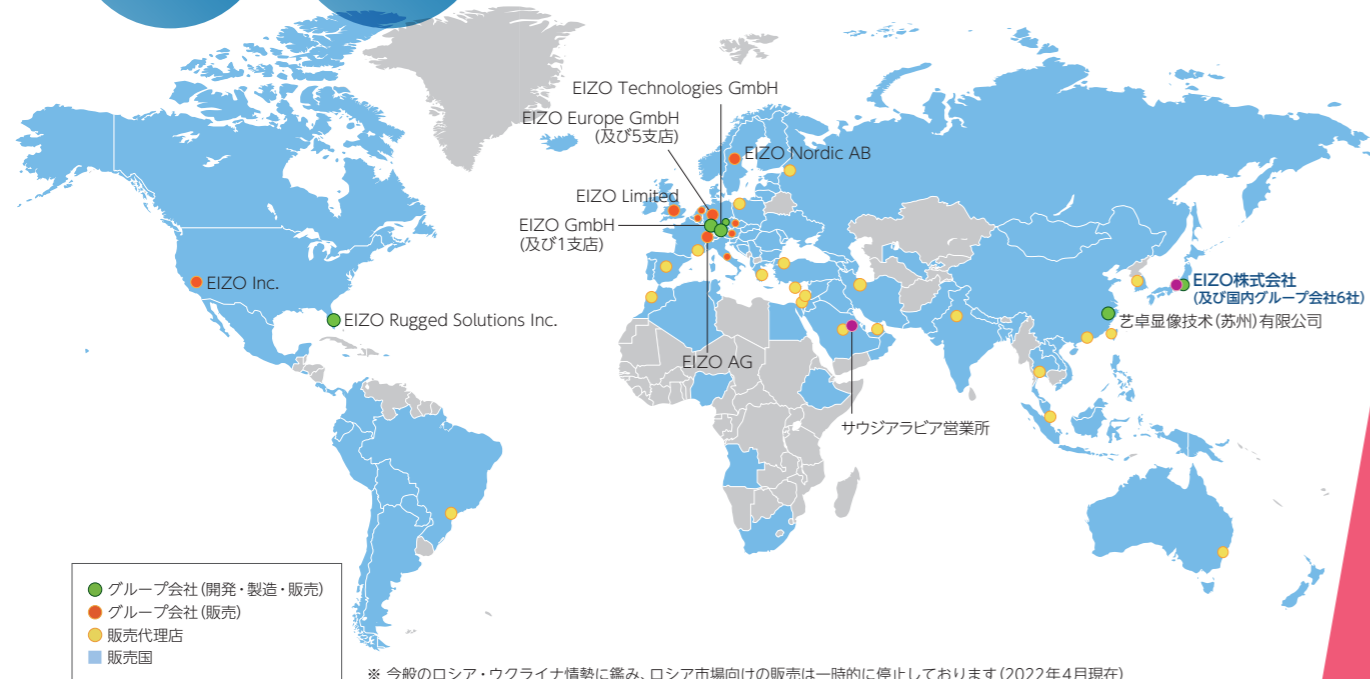 EIZO Technologies GmbH
EIZO Europe GmbH
(及び5支店)
EIZO Nordic AB
EIZO Limited
EIZO GmbH
(及び1支店)
EIZO Inc.
EIZO Rugged Solutions Inc.
EIZO AG
サウジアラビア営業所
EIZO株式会社
(及び国内グループ会社6社)
艺卓显像技术(苏州)有限公司
グループ会社(開発・製造・販売)
グループ会社(販売)
販売代理店
販売国
※ 今般のロシア・ウクライナ情勢に鑑み、ロシア市場向けの販売は一時的に停止しております(2022年4月現在)